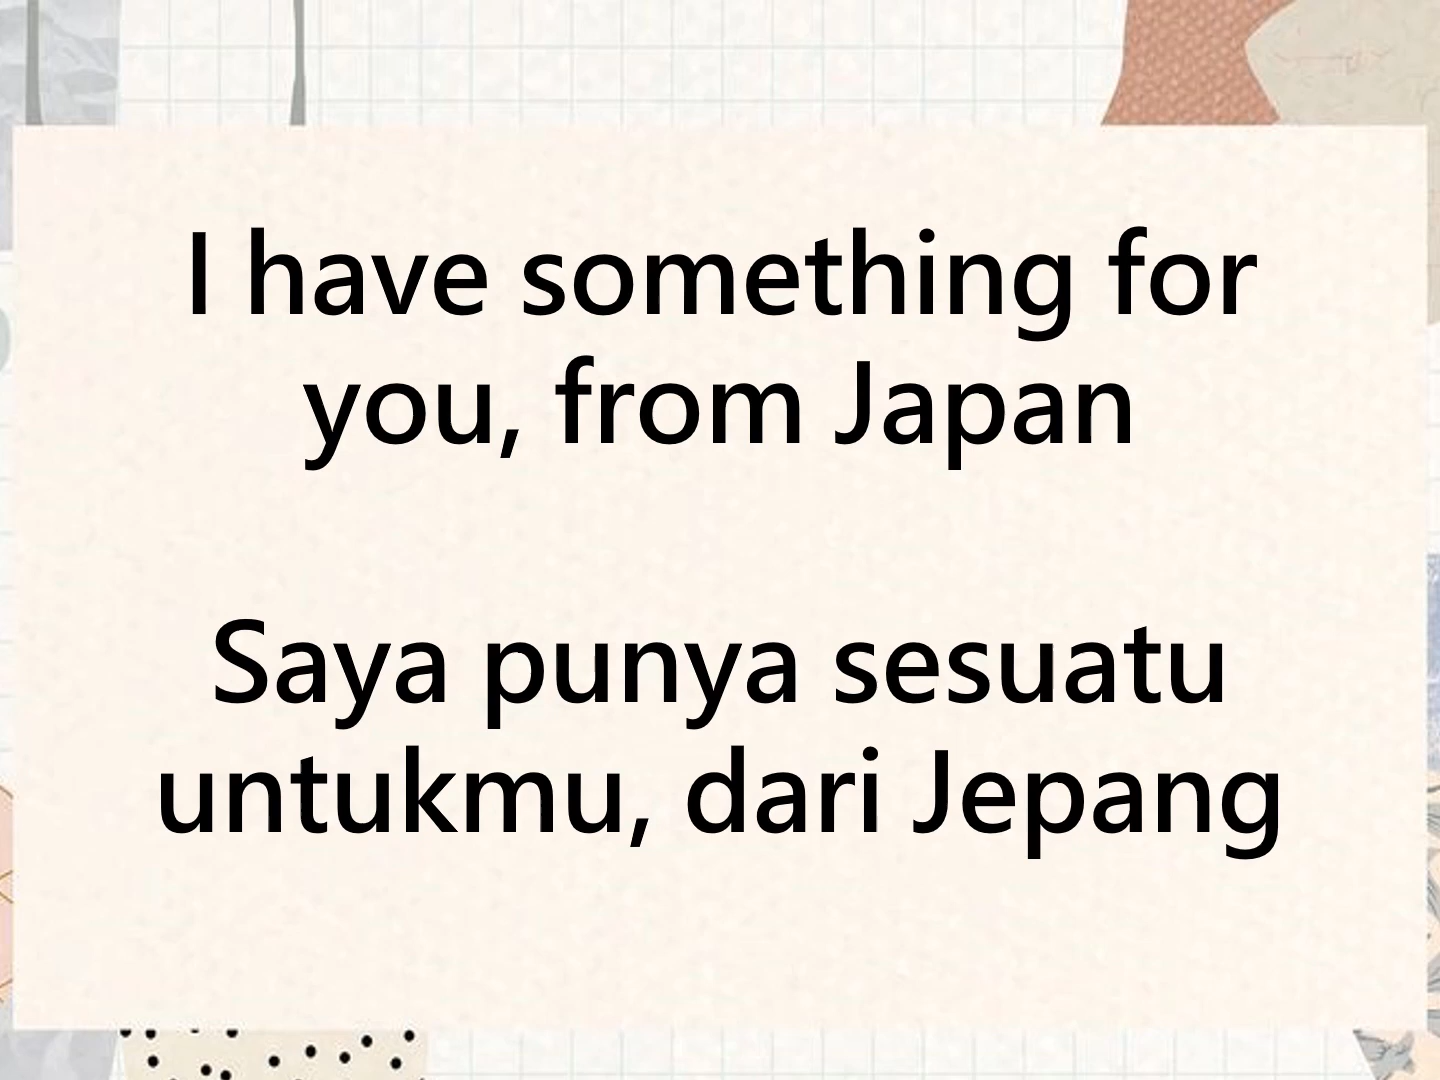 I have something for
you, from Japan
Saya punya sesuatu
untukmu, dari Jepang